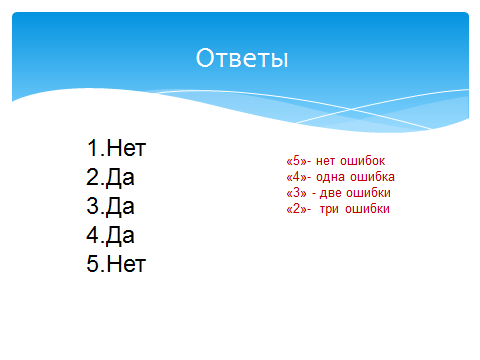 Ответы
1.Нет
2.Да
3.Да
4.Да
5.Нет
«5»- нет ошибок
«4»- одна ошибка
«3» - две ошибки
«2»- три ошибки